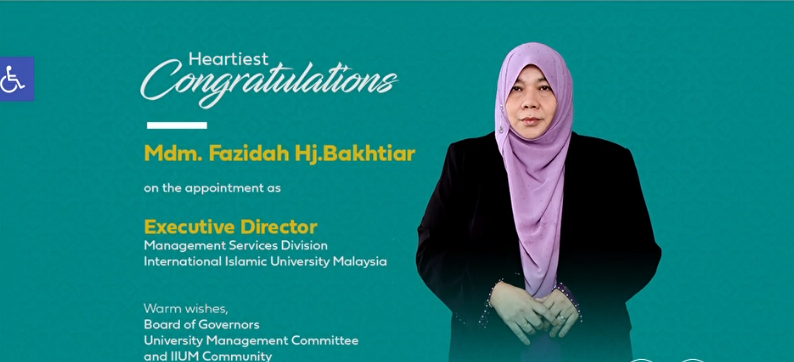 Heartiest
Congratulations
Mdm. Fazidah Hj.Bakhtiar
on the appointment as
Executive Director
Management Services Division
International Islamic University Malaysia
Warm wishes,
Board of Governors
University Management Committee
and IIUM Community